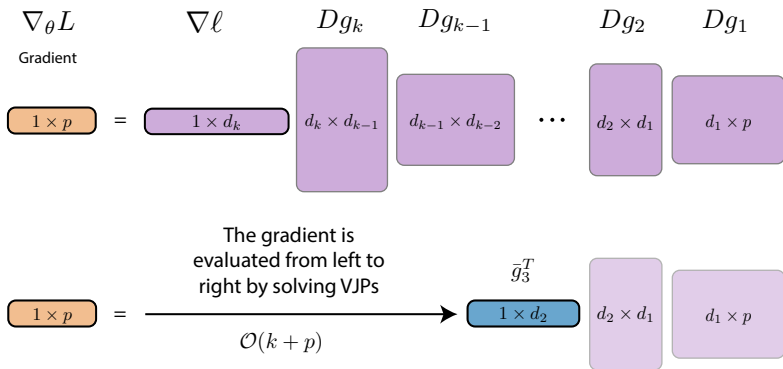 ∇_θL ∇ℓ Dg_k Dg_{k−1} Dg_2 Dg_1
Gradient
1 × p = 1 × d_k d_k × d_{k−1} d_{k−1} × d_{k−2} ··· d_2 × d_1 d_1 × p
The gradient is
evaluated from left to
right by solving VJPs
ḡ_3^T
1 × p = 1 × d_2 d_2 × d_1 d_1 × p
𝒪(k + p)